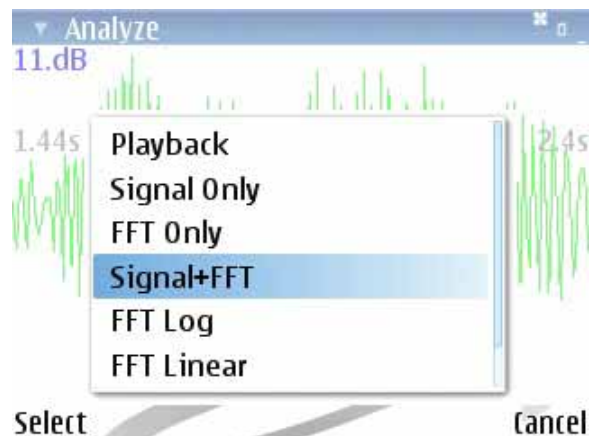 Analyze
11.dB
1.44s
2.4s
Playback
Signal Only
FFT Only
Signal+FFT
FFT Log
FFT Linear
Select
Cancel